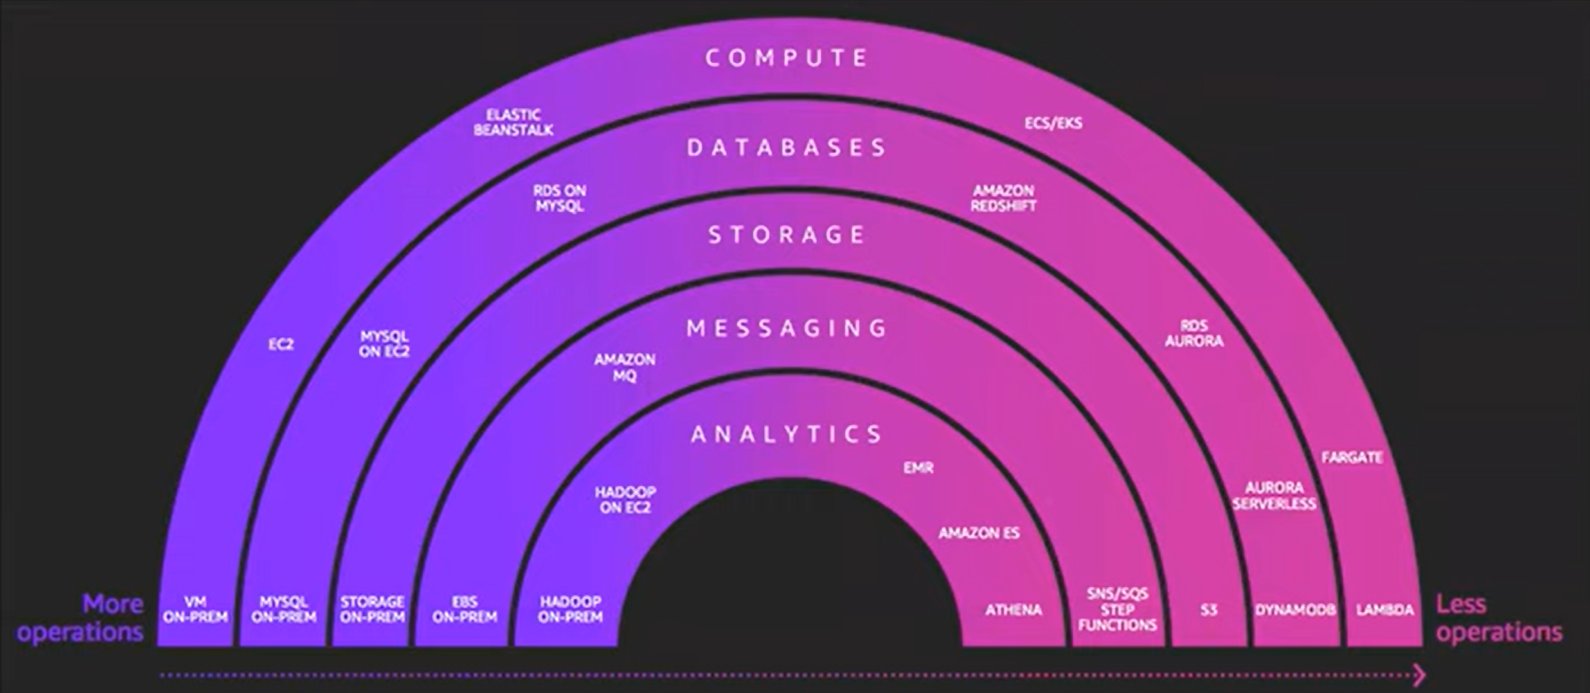 COMPUTE
ELASTIC
BEANSTALK
ECS/EKS
DATABASES
RDS ON
MYSQL
AMAZON
REDSHIFT
STORAGE
MESSAGING
EC2
MYSQL
ON EC2
AMAZON
MQ
RDS
AURORA
ANALYTICS
HADOOP
ON EC2
EMR
AMAZON ES
AURORA
SERVERLESS
FARGATE
More
operations
VM
ON-PREM
MYSQL
ON-PREM
STORAGE
ON-PREM
EBS
ON-PREM
HADOOP
ON-PREM
ATHENA
SNS/SQS
STEP
FUNCTIONS
S3
DYNAMODB
LAMBDA
Less
operations